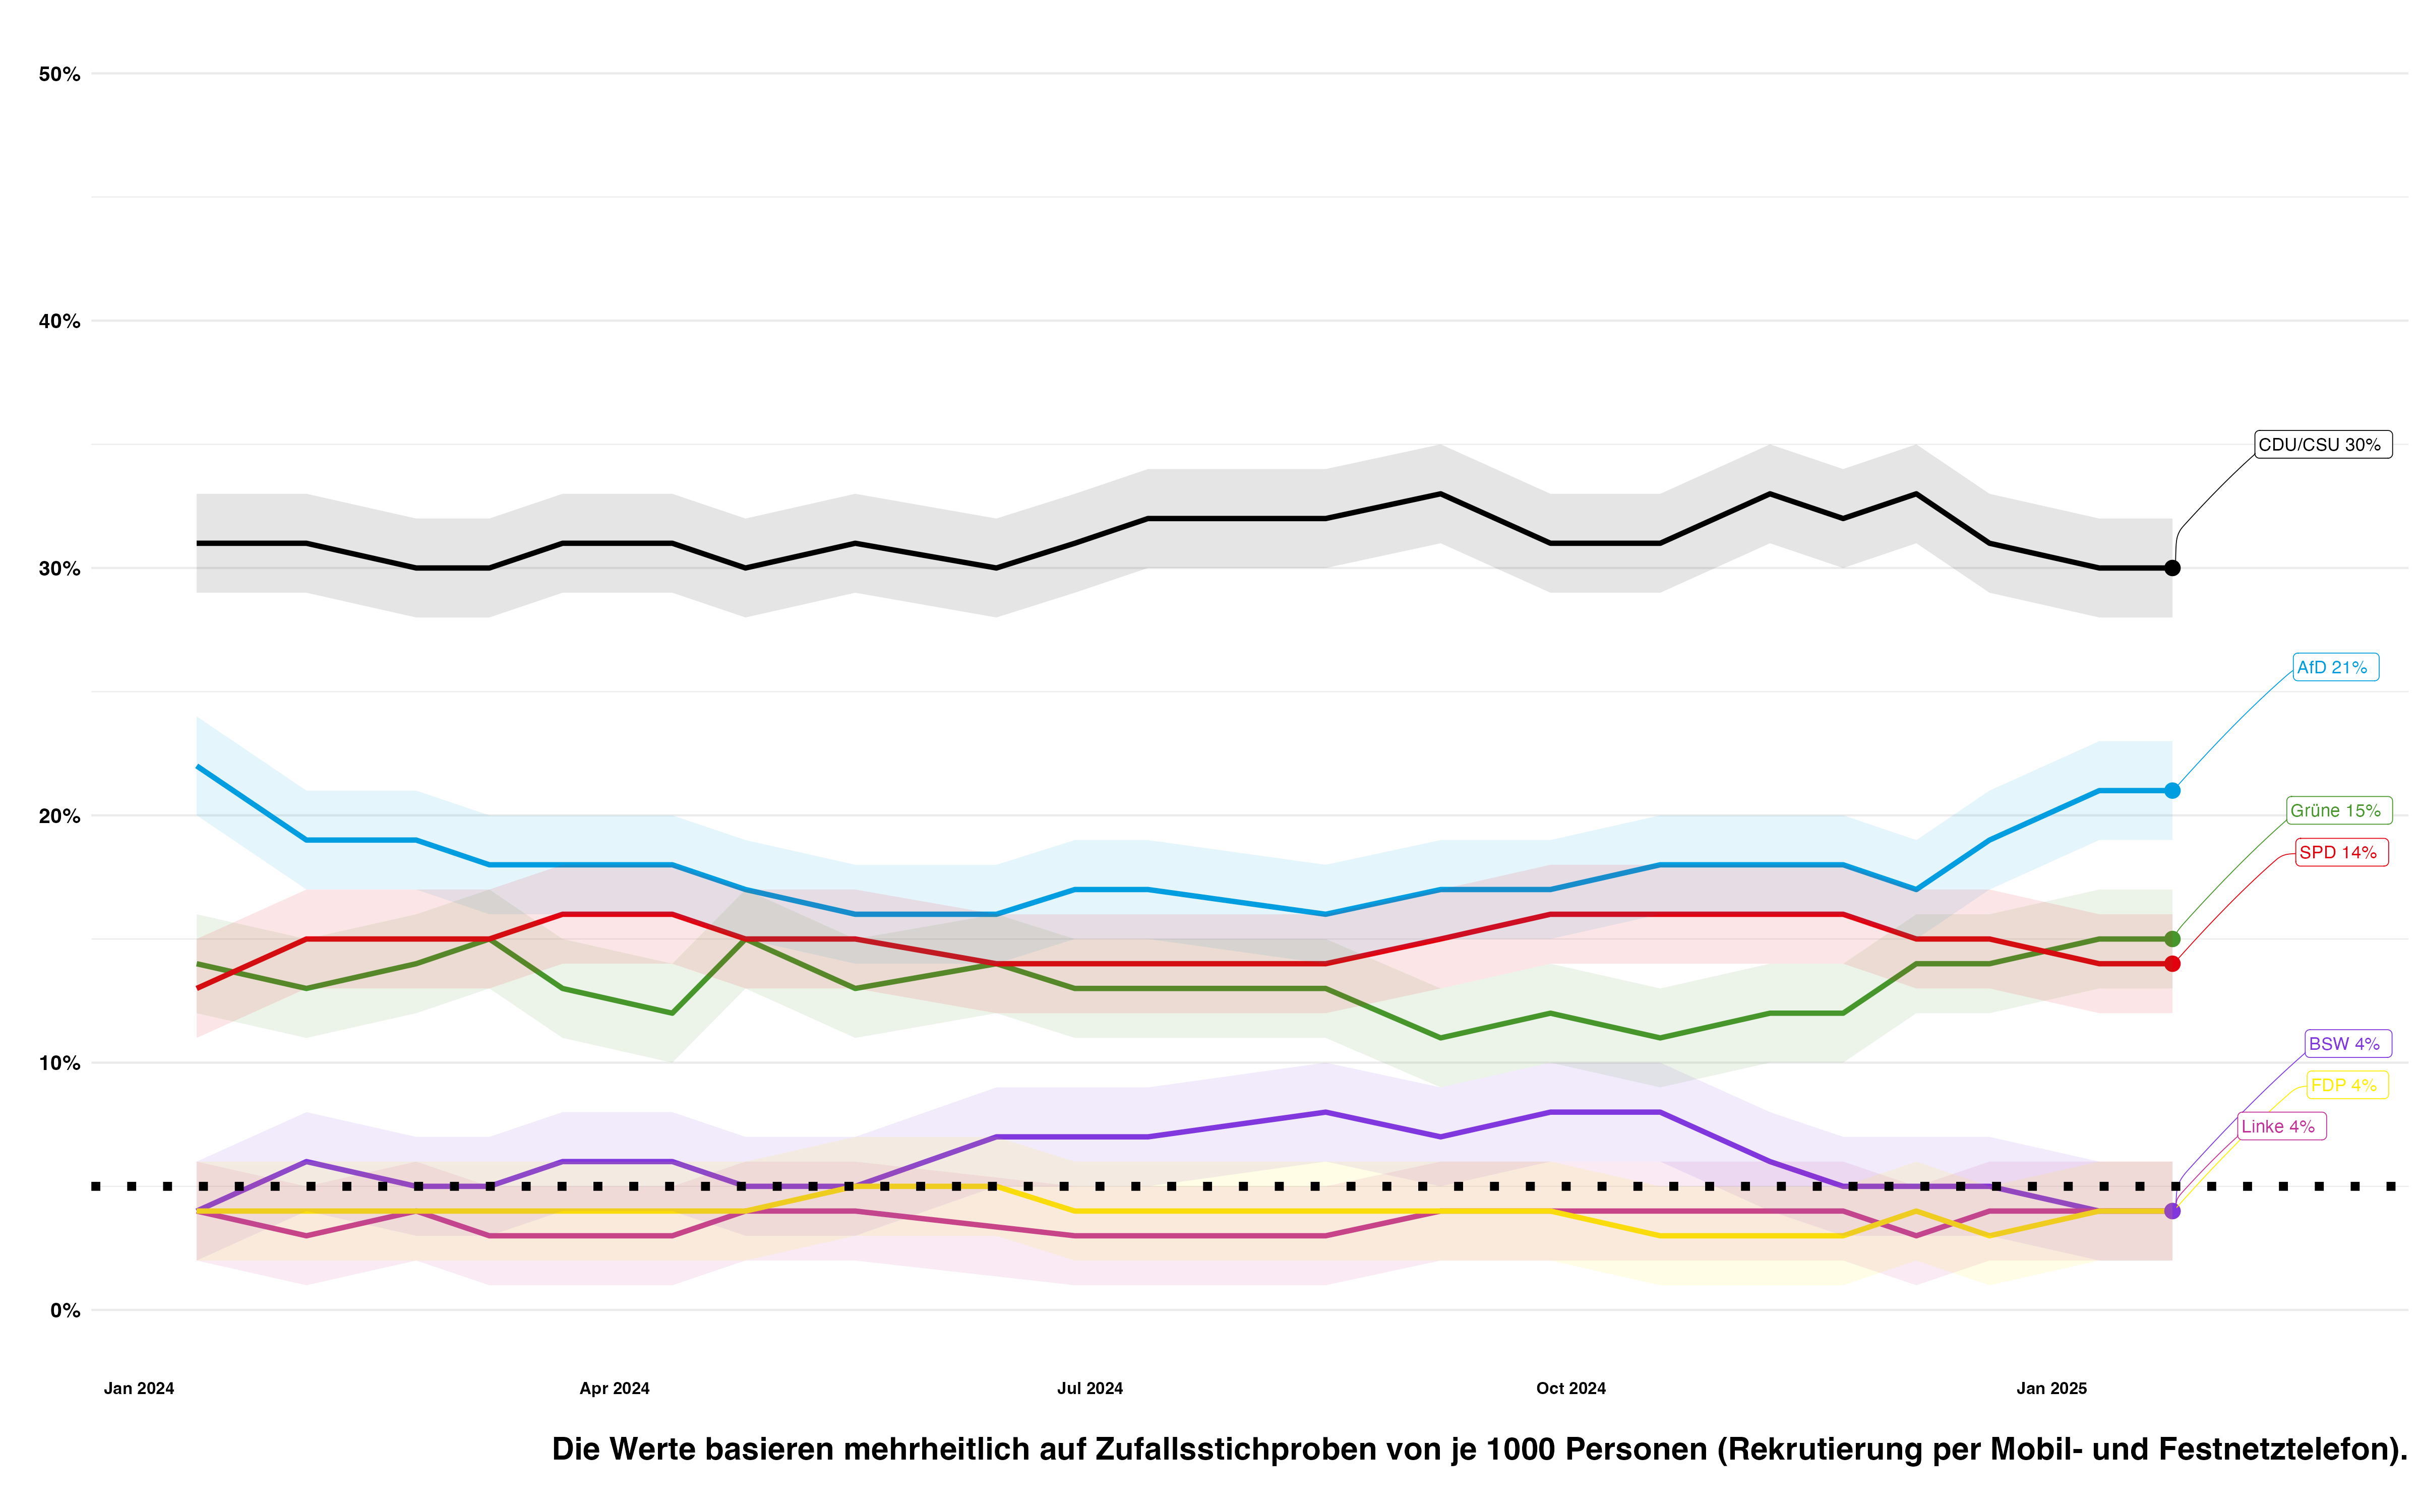 50%
40%
CDU/CSU 30%
30%
AfD 21%
Grüne 15%
20%
SPD 14%
BSW 4%
10%
FDP 4%
Linke 4%
0%
Jan 2024 Apr 2024 Jul 2024 Oct 2024 Jan 2025
Die Werte basieren mehrheitlich auf Zufallsstichproben von je 1000 Personen (Rekrutierung per Mobil- und Festnetztelefon).